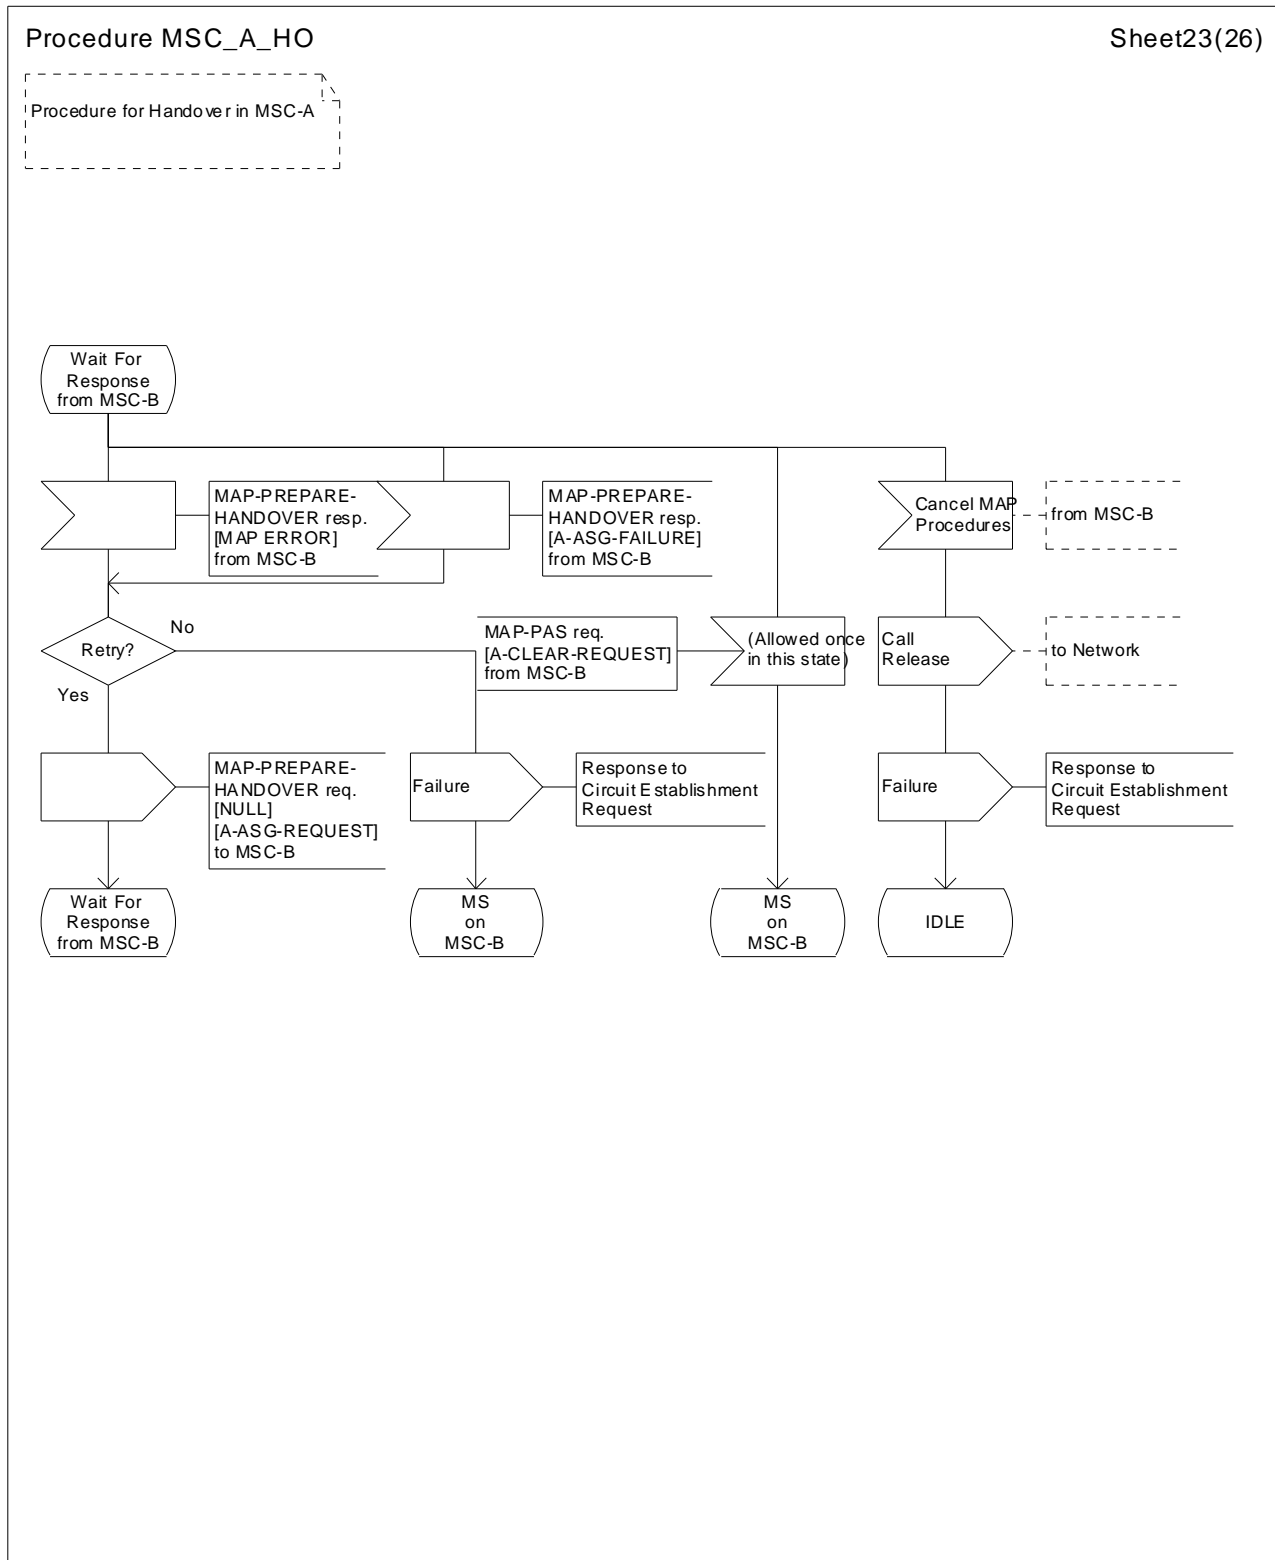 Procedure MSC_A_HO
Sheet23(26)
Procedure for Handover in MSC-A
Wait For
Response
from MSC-B
MAP-PREPARE-
HANDOVER resp.
[MAP ERROR]
from MSC-B
MAP-PREPARE-
HANDOVER resp.
[A-ASG-FAILURE]
from MSC-B
Cancel MAP
Procedures
from MSC-B
Retry?
No
Yes
MAP-PAS req.
[A-CLEAR-REQUEST]
from MSC-B
(Allowed once
in this state)
Call
Release
to Network
MAP-PREPARE-
HANDOVER req.
[NULL]
[A-ASG-REQUEST]
to MSC-B
Failure
Response to
Circuit Establishment
Request
Failure
Response to
Circuit Establishment
Request
Wait For
Response
from MSC-B
MS
on
MSC-B
MS
on
MSC-B
IDLE